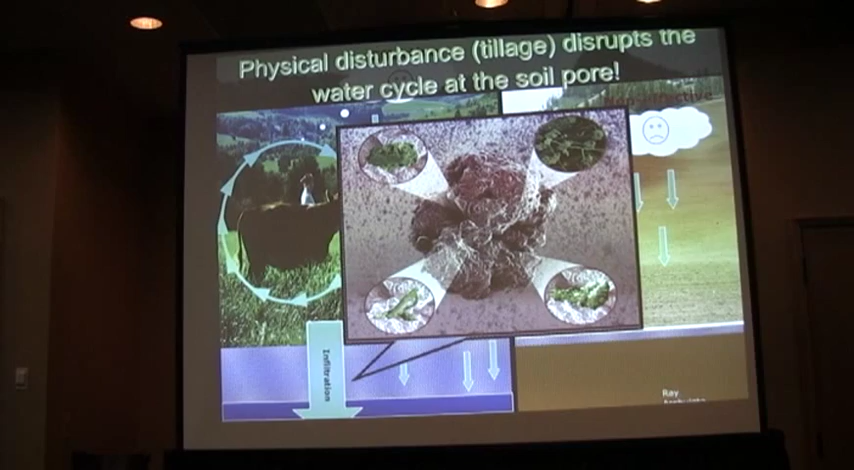 Physical disturbance (tillage) disrupts the
water cycle at the soil pore!
Infiltration
Ray